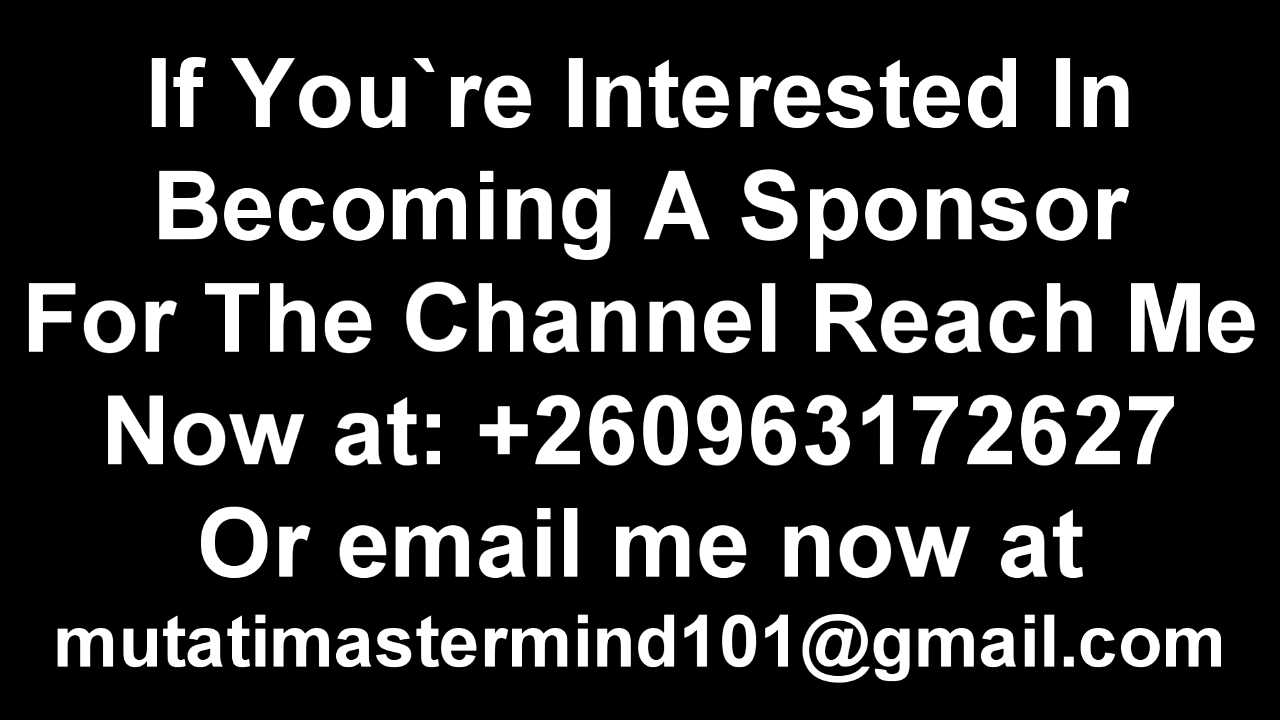 If You`re Interested In
Becoming A Sponsor
For The Channel Reach Me
Now at: +260963172627
Or email me now at
mutatimastermind101@gmail.com